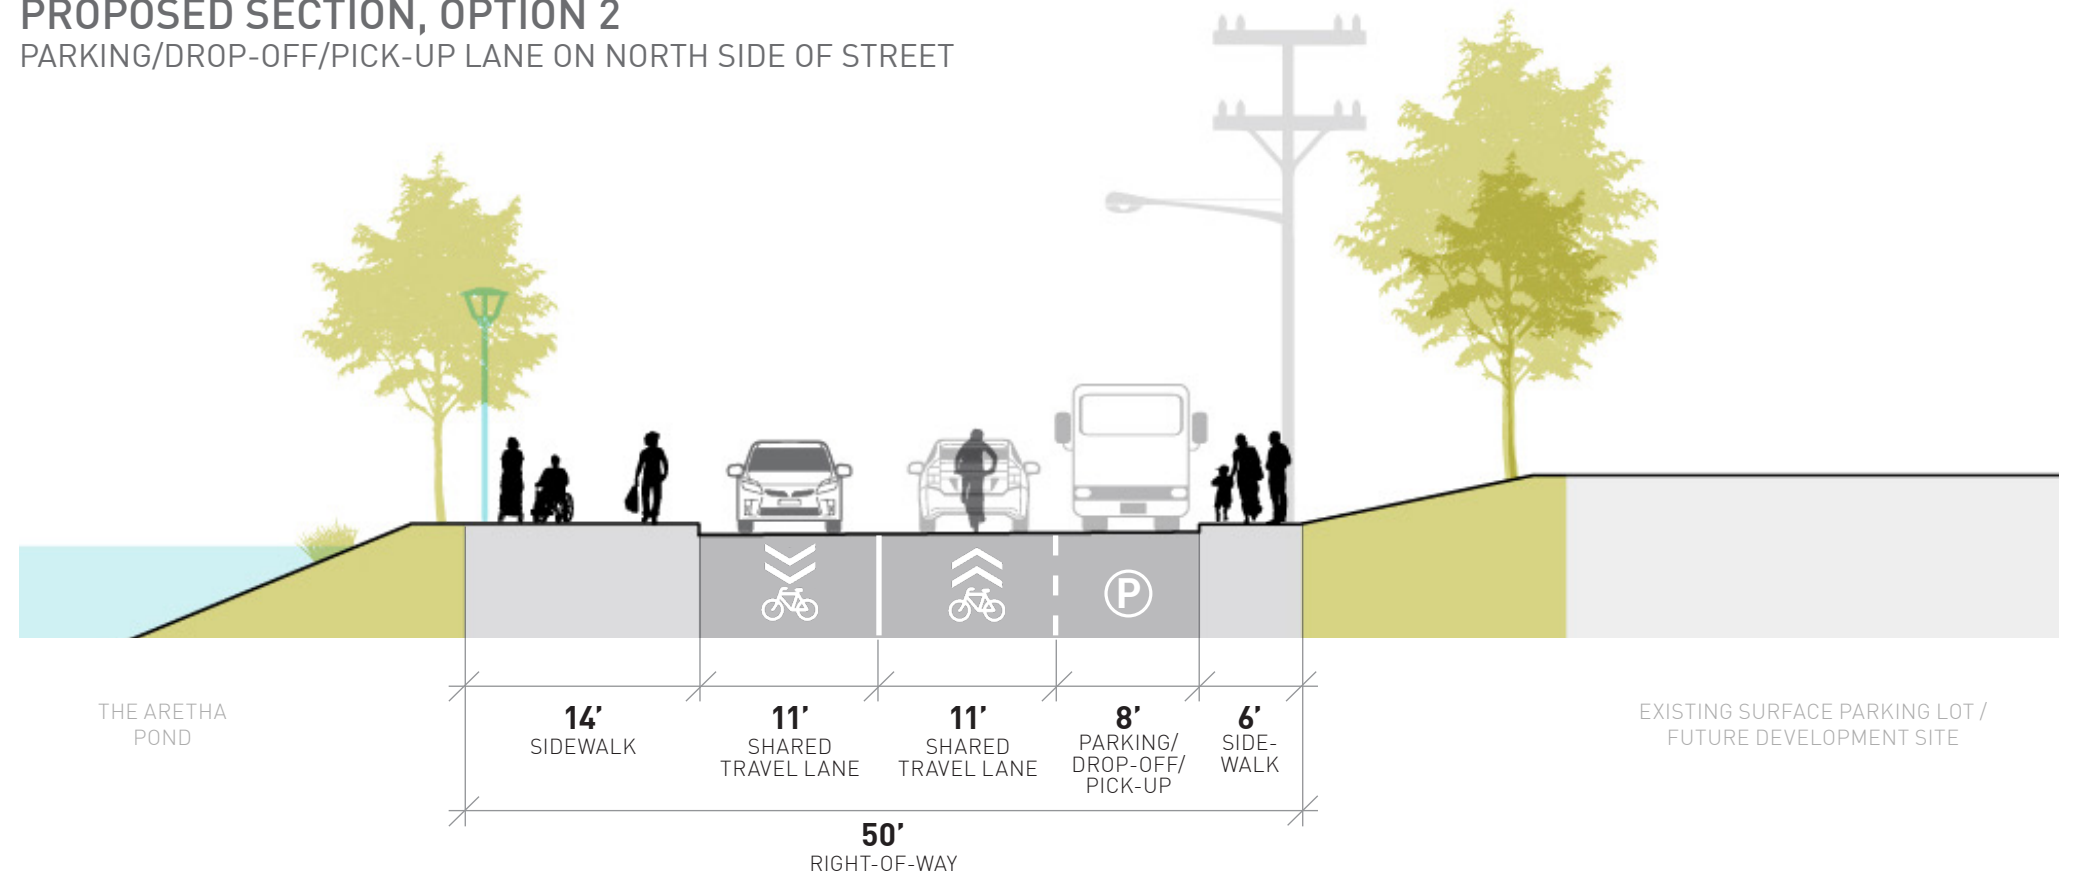 PROPOSED SECTION, OPTION 2
PARKING/DROP-OFF/PICK-UP LANE ON NORTH SIDE OF STREET
P
THE ARETHA
POND
14’
SIDEWALK
11’
SHARED
TRAVEL LANE
11’
SHARED
TRAVEL LANE
8’
PARKING/
DROP-OFF/
PICK-UP
6’
SIDE-
WALK
EXISTING SURFACE PARKING LOT /
FUTURE DEVELOPMENT SITE
50’
RIGHT-OF-WAY